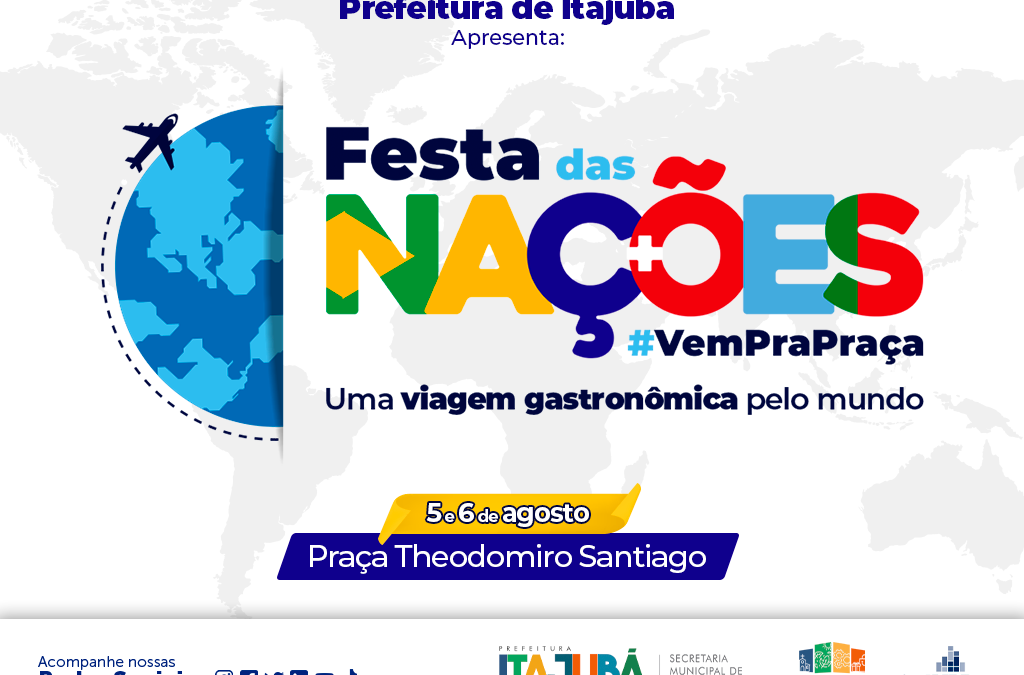 Prefeitura de Itajubá
Apresenta:
Festa das
NAÇÕES
#VemPraPraça
Uma viagem gastronômica pelo mundo
5 e 6 de agosto
Praça Theodomiro Santiago
Acompanhe nossas
PREFEITURA
ITAJUBÁ
SECRETARIA
MUNICIPAL DE